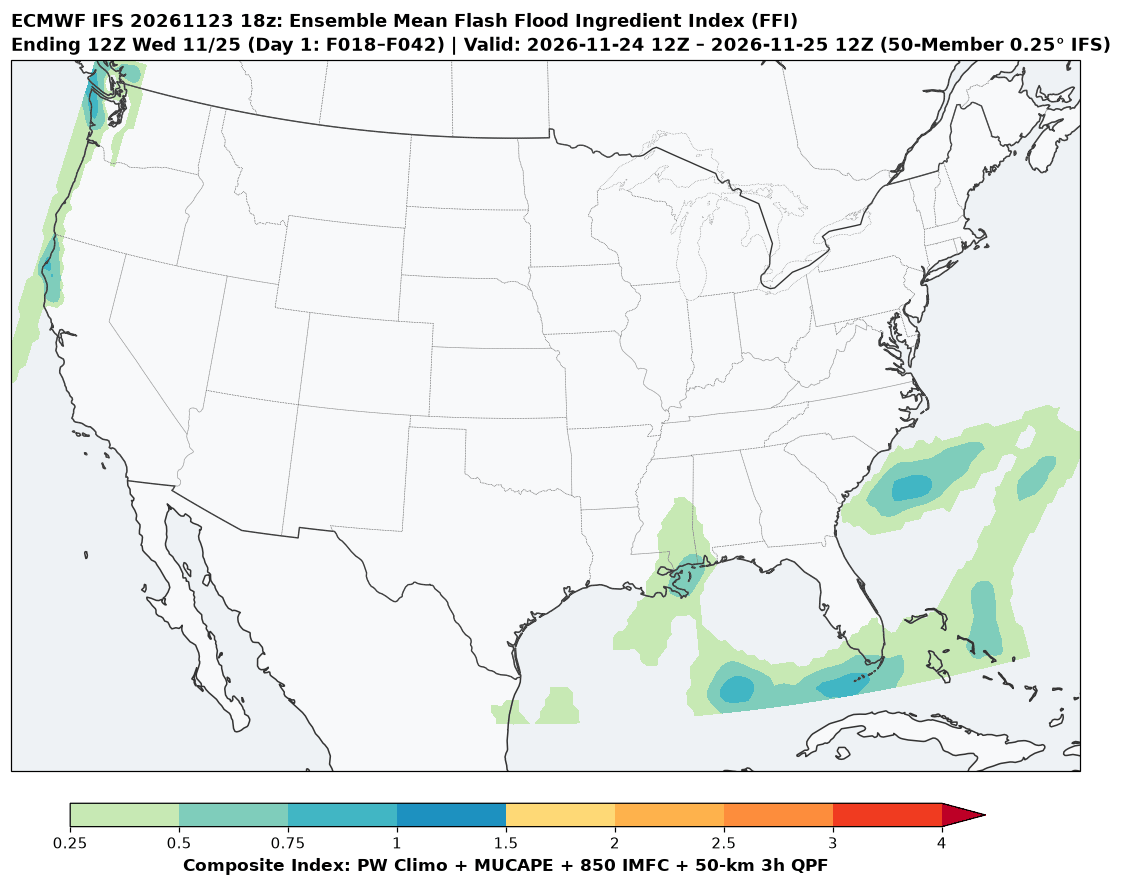 ECMWF IFS 20261123 18z: Ensemble Mean Flash Flood Ingredient Index (FFI)
Ending 12Z Wed 11/25 (Day 1: F018–F042) | Valid: 2026-11-24 12Z – 2026-11-25 12Z (50-Member 0.25° IFS)
0.25 0.5 0.75 1 1.5 2 2.5 3 4
Composite Index: PW Climo + MUCAPE + 850 IMFC + 50-km 3h QPF